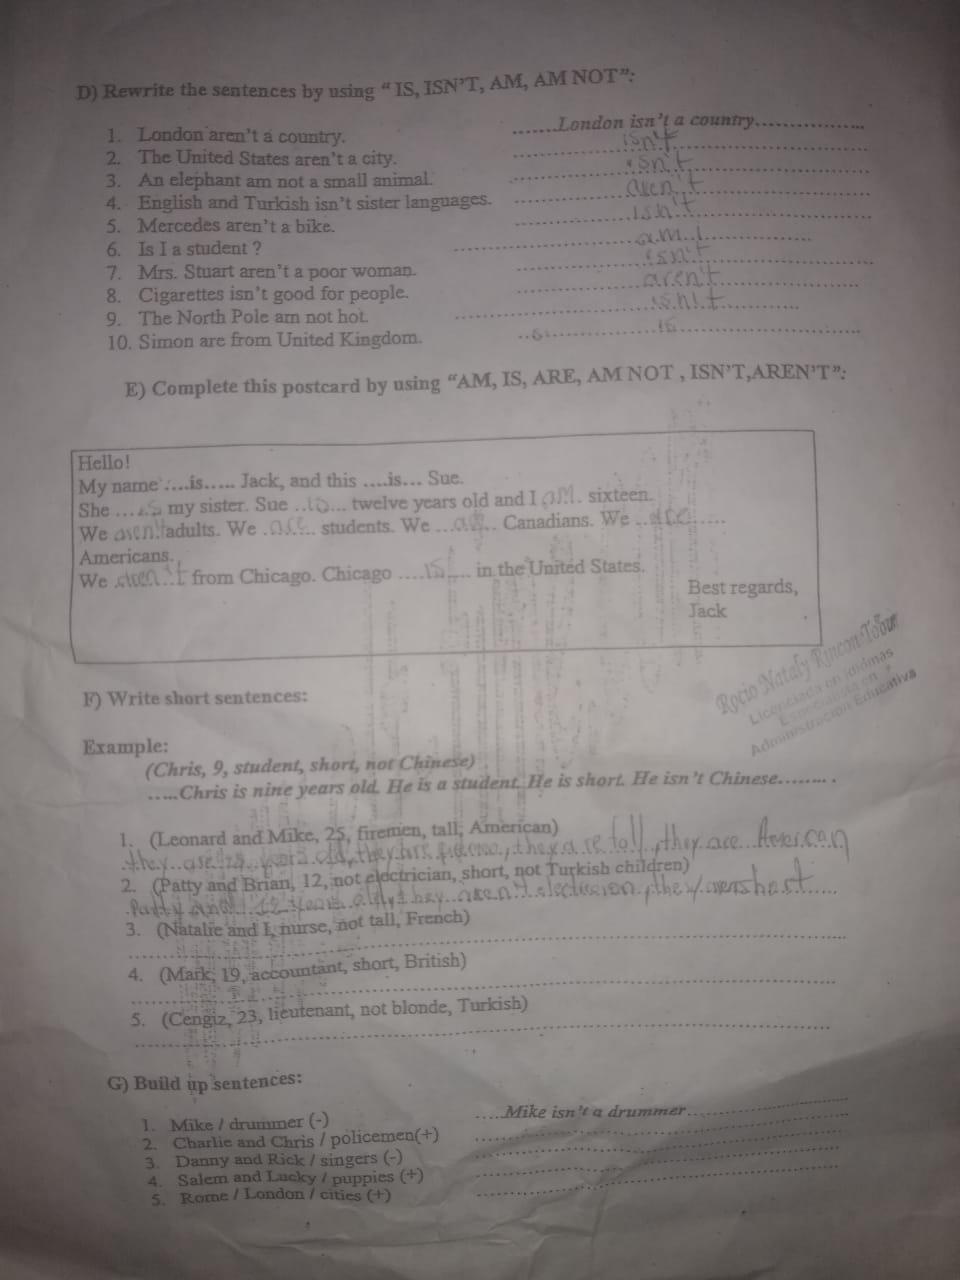 D) Rewrite the sentences by using “ IS, ISN’T, AM, AM NOT”:
1. London aren’t a country. .......London isn’t a country...............
2. The United States aren’t a city. isn't
3. An elephant am not a small animal. isn't
4. English and Turkish isn’t sister languages. aren't
5. Mercedes aren’t a bike. isn't
6. Is I a student ? am I
7. Mrs. Stuart aren’t a poor woman. isn't
8. Cigarettes isn’t good for people. aren't
9. The North Pole am not hot. isn't
10. Simon are from United Kingdom. is
E) Complete this postcard by using “AM, IS, ARE, AM NOT , ISN’T,AREN’T”:
Hello!
My name ....is..... Jack, and this ....is... Sue.
She ....is my sister. Sue ..is... twelve years old and I am. sixteen.
We aren't adults. We .are.. students. We ....... Canadians. We ..are.....
Americans.
We aren't from Chicago. Chicago ....is.... in the United States.
Best regards,
Jack
Rocio Nataly Rincon Tobur
Licenciada en Idiomas
Especialista en
Administracion Educativa
F) Write short sentences:
Example:
(Chris, 9, student, short, not Chinese)
.....Chris is nine years old. He is a student. He is short. He isn’t Chinese........ .
1. (Leonard and Mike, 25, firemen, tall, American)
they are 25 years old, they are, they are tall, they are American
2. (Patty and Brian, 12, not electrician, short, not Turkish children)
Patty and 12 years old, they aren't, they
3. (Natalie and I, nurse, not tall, French)
4. (Mark, 19, accountant, short, British)
5. (Cengiz, 23, lieutenant, not blonde, Turkish)
G) Build up sentences:
1. Mike / drummer (-) .....Mike isn’t a drummer......
2. Charlie and Chris / policemen(+)
3. Danny and Rick / singers (-)
4. Salem and Lucky / puppies (+)
5. Rome / London / cities (+)